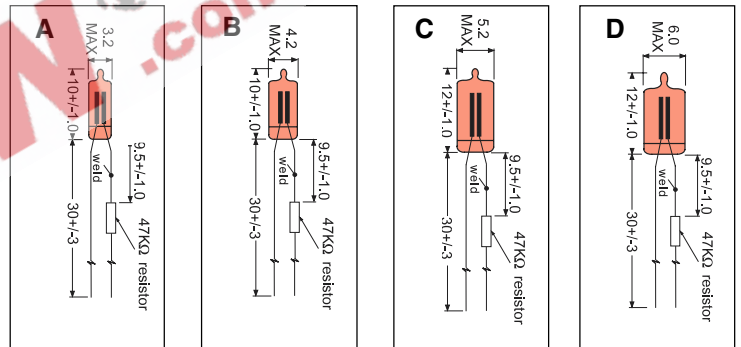 A
3.2
MAX
10+/-1.0
9.5+/-1.0
weld
30+/-3
47KΩ resistor
B
4.2
MAX
10+/-1.0
9.5+/-1.0
weld
30+/-3
47KΩ resistor
C
5.2
MAX
12+/-1.0
9.5+/-1.0
weld
30+/-3
47KΩ resistor
D
6.0
MAX
12+/-1.0
9.5+/-1.0
weld
30+/-3
47KΩ resistor
N.com